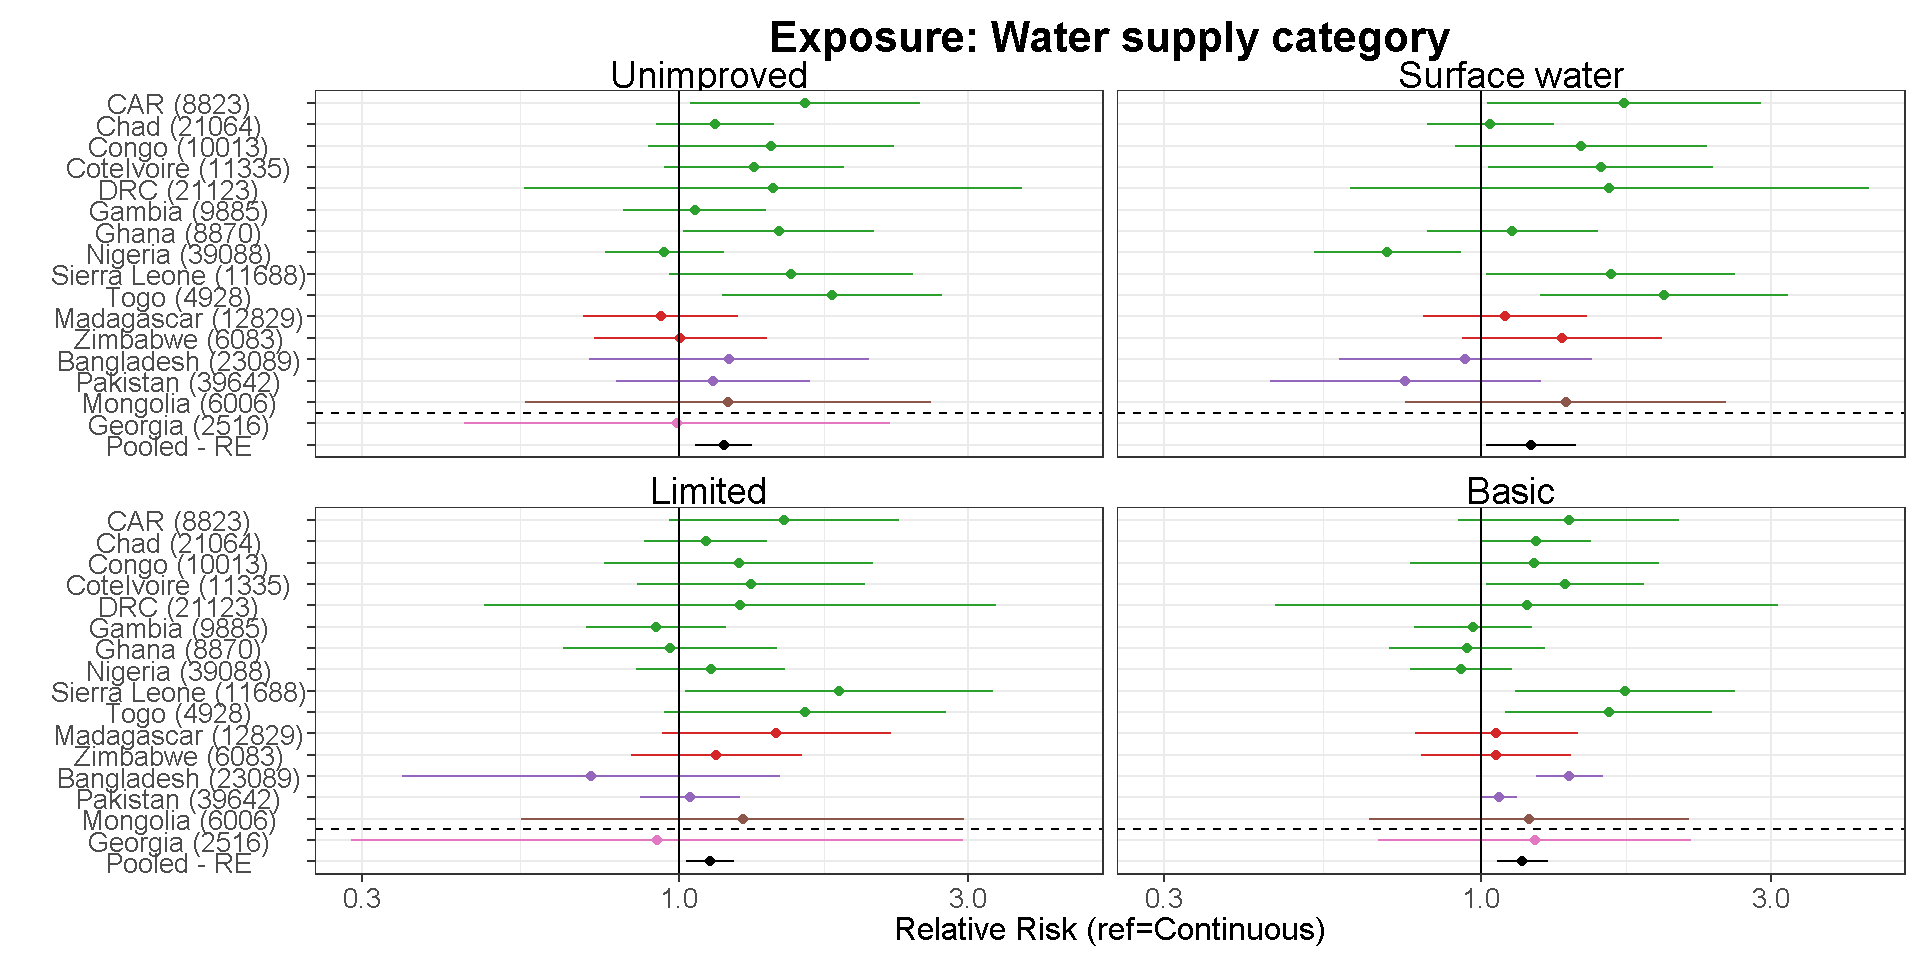 Exposure: Water supply category
Unimproved
Surface water
CAR (8823)
Chad (21064)
Congo (10013)
CoteIvoire (11335)
DRC (21123)
Gambia (9885)
Ghana (8870)
Nigeria (39088)
Sierra Leone (11688)
Togo (4928)
Madagascar (12829)
Zimbabwe (6083)
Bangladesh (23089)
Pakistan (39642)
Mongolia (6006)
Georgia (2516)
Pooled - RE
Limited
Basic
CAR (8823)
Chad (21064)
Congo (10013)
CoteIvoire (11335)
DRC (21123)
Gambia (9885)
Ghana (8870)
Nigeria (39088)
Sierra Leone (11688)
Togo (4928)
Madagascar (12829)
Zimbabwe (6083)
Bangladesh (23089)
Pakistan (39642)
Mongolia (6006)
Georgia (2516)
Pooled - RE
0.3 1.0 3.0 0.3 1.0 3.0
Relative Risk (ref=Continuous)